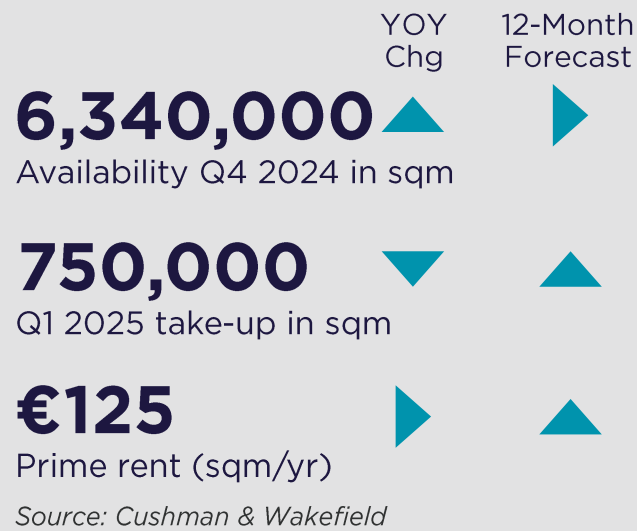 YOY 12-Month
Chg Forecast
6,340,000
Availability Q4 2024 in sqm
750,000
Q1 2025 take-up in sqm
€125
Prime rent (sqm/yr)
Source: Cushman & Wakefield